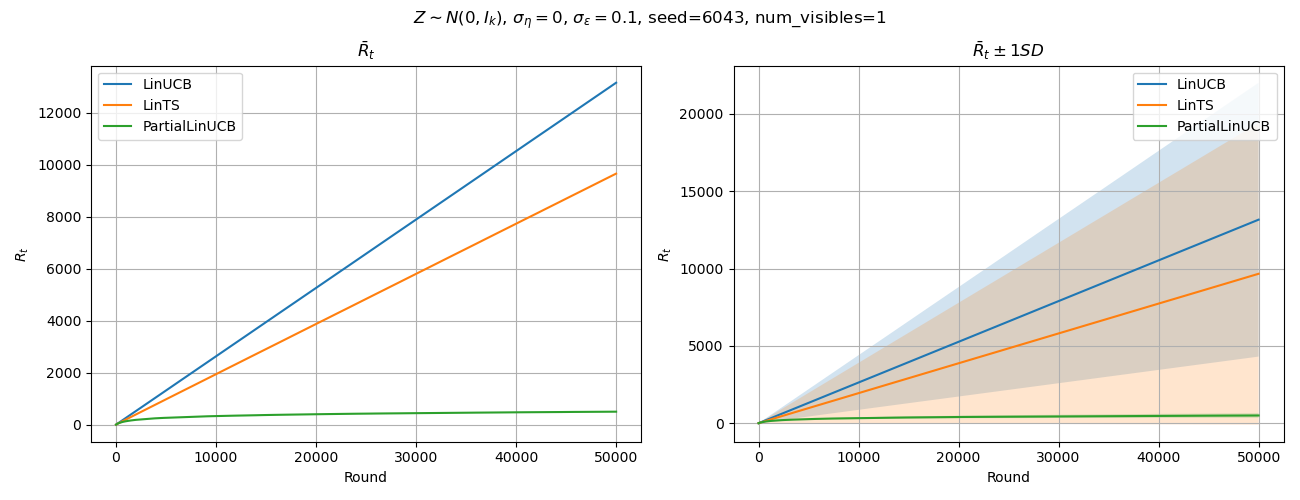 Z ∼ N(0, I_k), σ_η = 0, σ_ε = 0.1, seed=6043, num_visibles=1
R̄_t
R_t
12000
10000
8000
6000
4000
2000
0
LinUCB
LinTS
PartialLinUCB
0 10000 20000 30000 40000 50000
Round
R̄_t ± 1SD
R_t
20000
15000
10000
5000
0
LinUCB
LinTS
PartialLinUCB
0 10000 20000 30000 40000 50000
Round